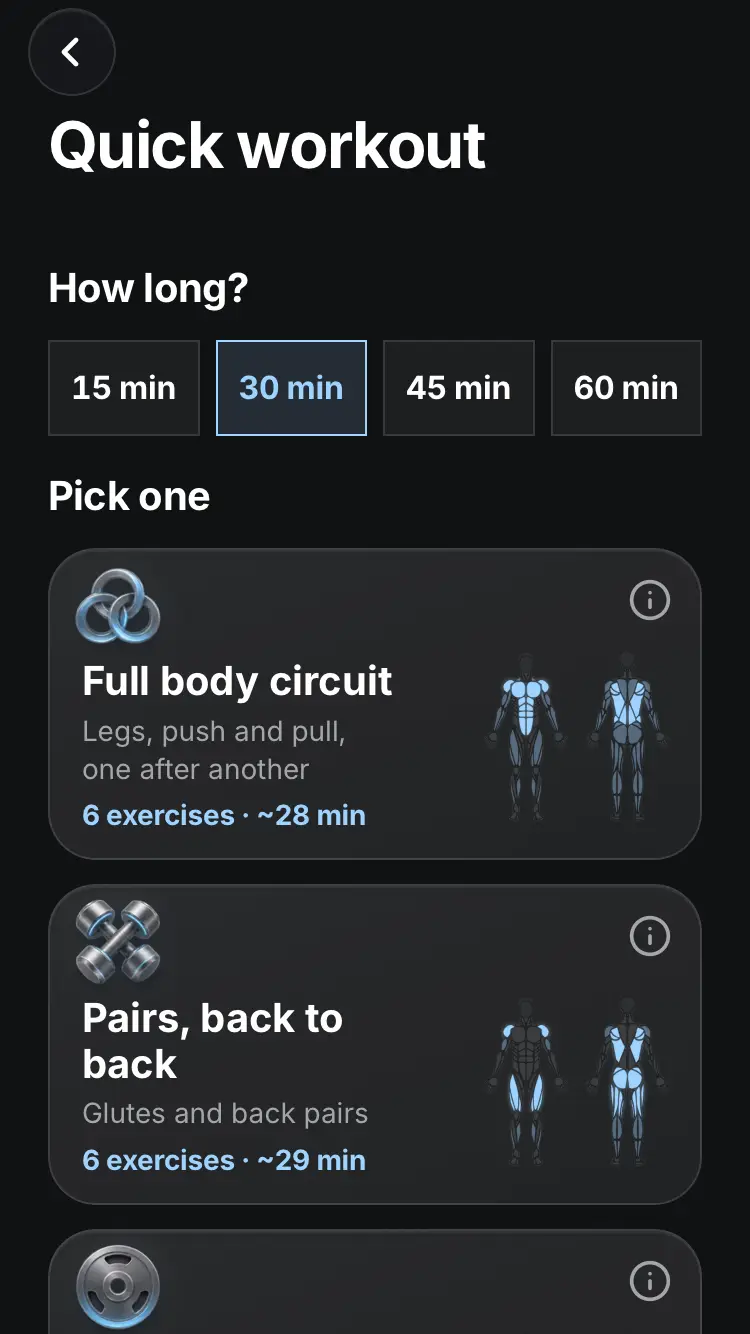 Quick workout
How long?
15 min
30 min
45 min
60 min
Pick one
Full body circuit
Legs, push and pull,
one after another
6 exercises · ~28 min
Pairs, back to
back
Glutes and back pairs
6 exercises · ~29 min